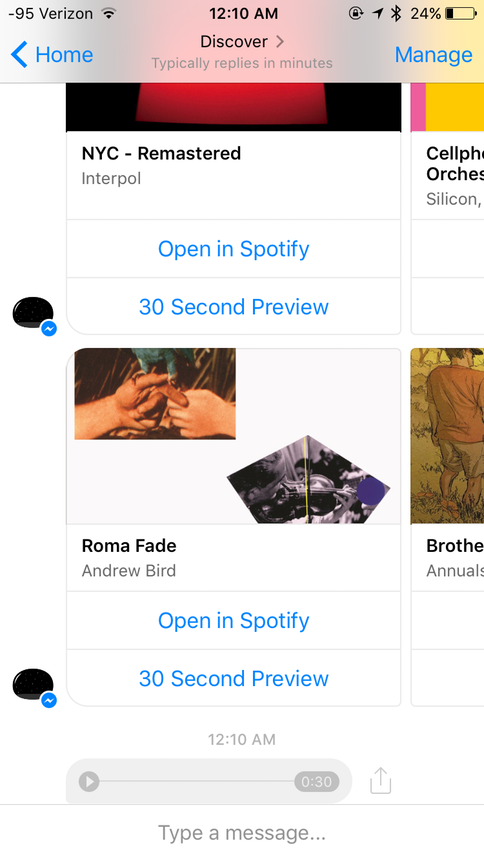 -95 Verizon 12:10 AM 24%
Home Discover Manage
Typically replies in minutes
NYC - Remastered
Interpol
Open in Spotify
30 Second Preview
Cellpho
Orches
Silicon,
Roma Fade
Andrew Bird
Open in Spotify
30 Second Preview
Brothe
Annuals
12:10 AM
0:30
Type a message...